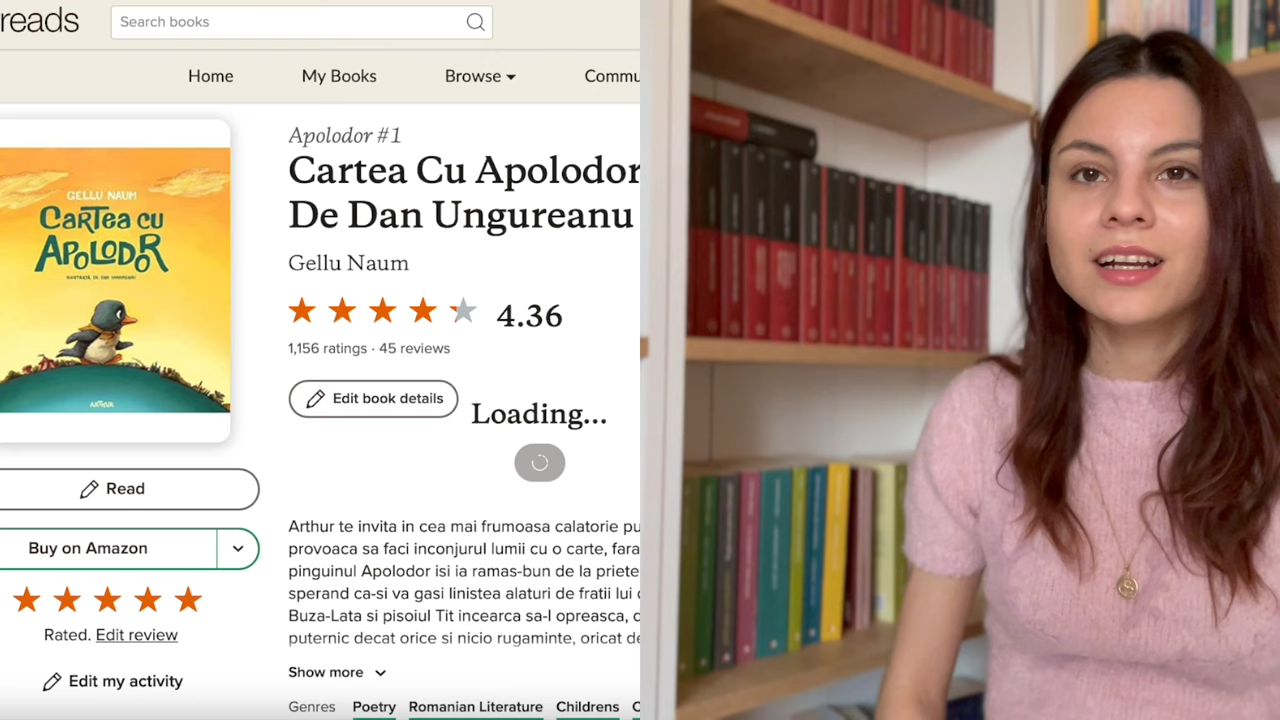 reads
Search books
Home
My Books
Browse
Commu
Apolodor #1
Cartea Cu Apolodor
De Dan Ungureanu
Gellu Naum
4.36
1,156 ratings · 45 reviews
Edit book details
Loading...
GELLU NAUM
CARTEA CU
APOLODOR
ARTHUR
Read
Buy on Amazon
Rated. Edit review
Edit my activity
Arthur te invita in cea mai frumoasa calatorie pu
provoaca sa faci inconjurul lumii cu o carte, fara
pinguinul Apolodor isi ia ramas-bun de la priete
sperand ca-si va gasi linistea alaturi de fratii lui
Buza-Lata si pisoiul Tit incearca sa-l opreasca, d
puternic decat orice si nicio rugaminte, oricat de
Show more
Genres Poetry Romanian Literature Childrens